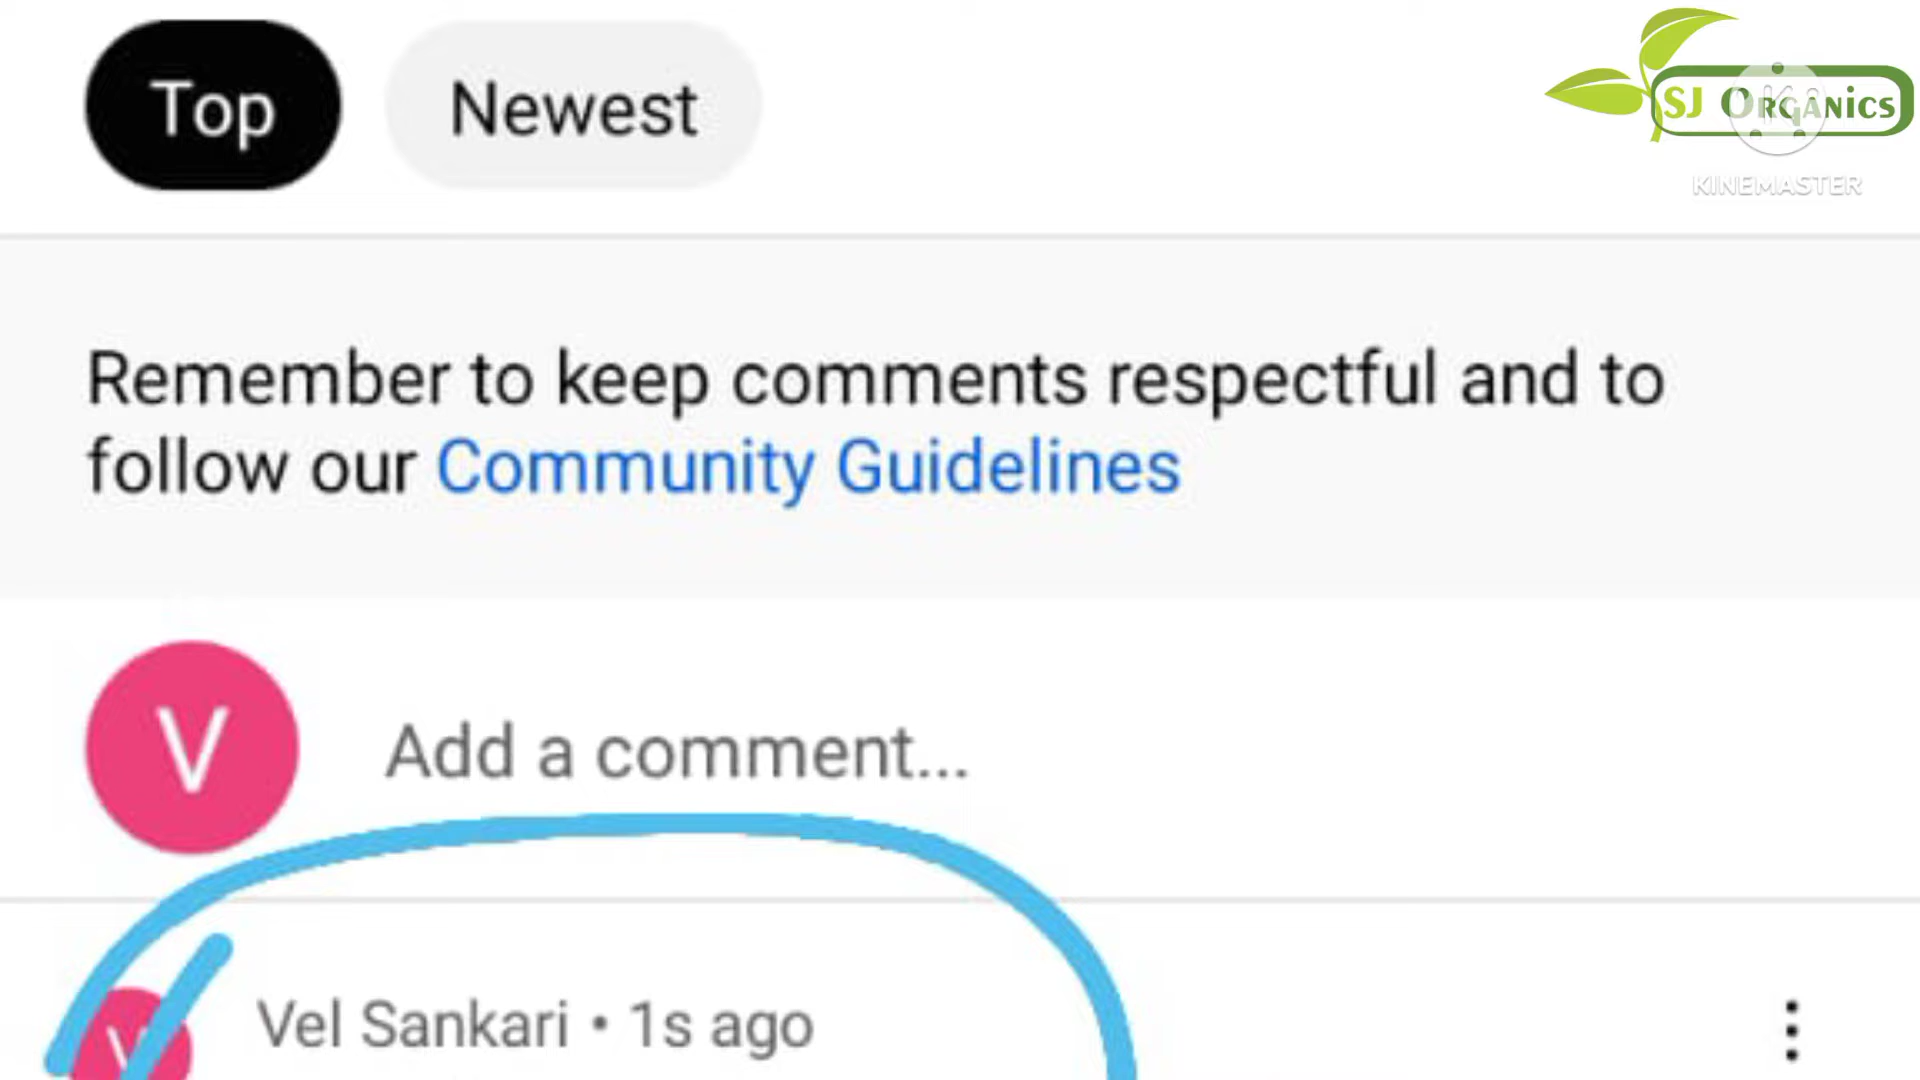 Top
Newest
SJ Organics
KINEMASTER
Remember to keep comments respectful and to
follow our Community Guidelines
V
Add a comment...
V
Vel Sankari • 1s ago